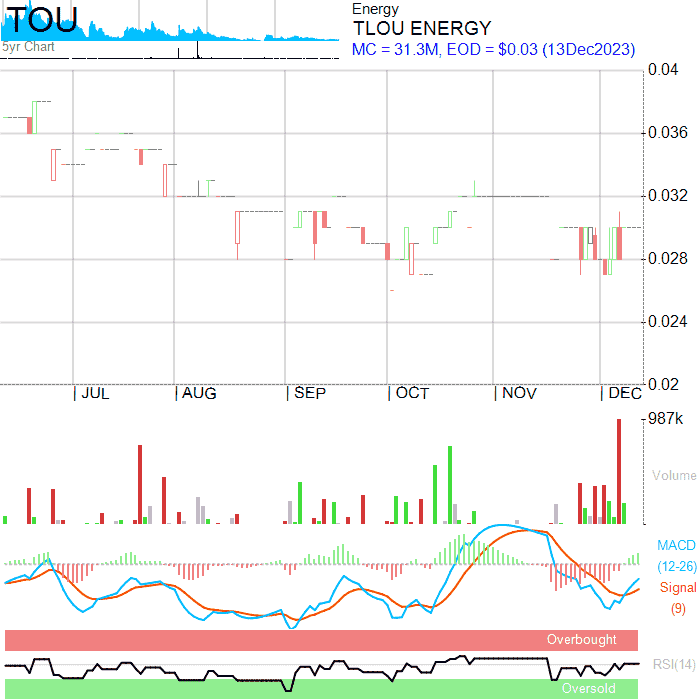 TOU
5yr Chart
Energy
TLOU ENERGY
MC = 31.3M, EOD = $0.03 (13Dec2023)
0.04
0.036
0.032
0.028
0.024
0.02
JUL AUG SEP OCT NOV DEC
987k
Volume
MACD
(12-26)
Signal
(9)
Overbought
RSI(14)
Oversold